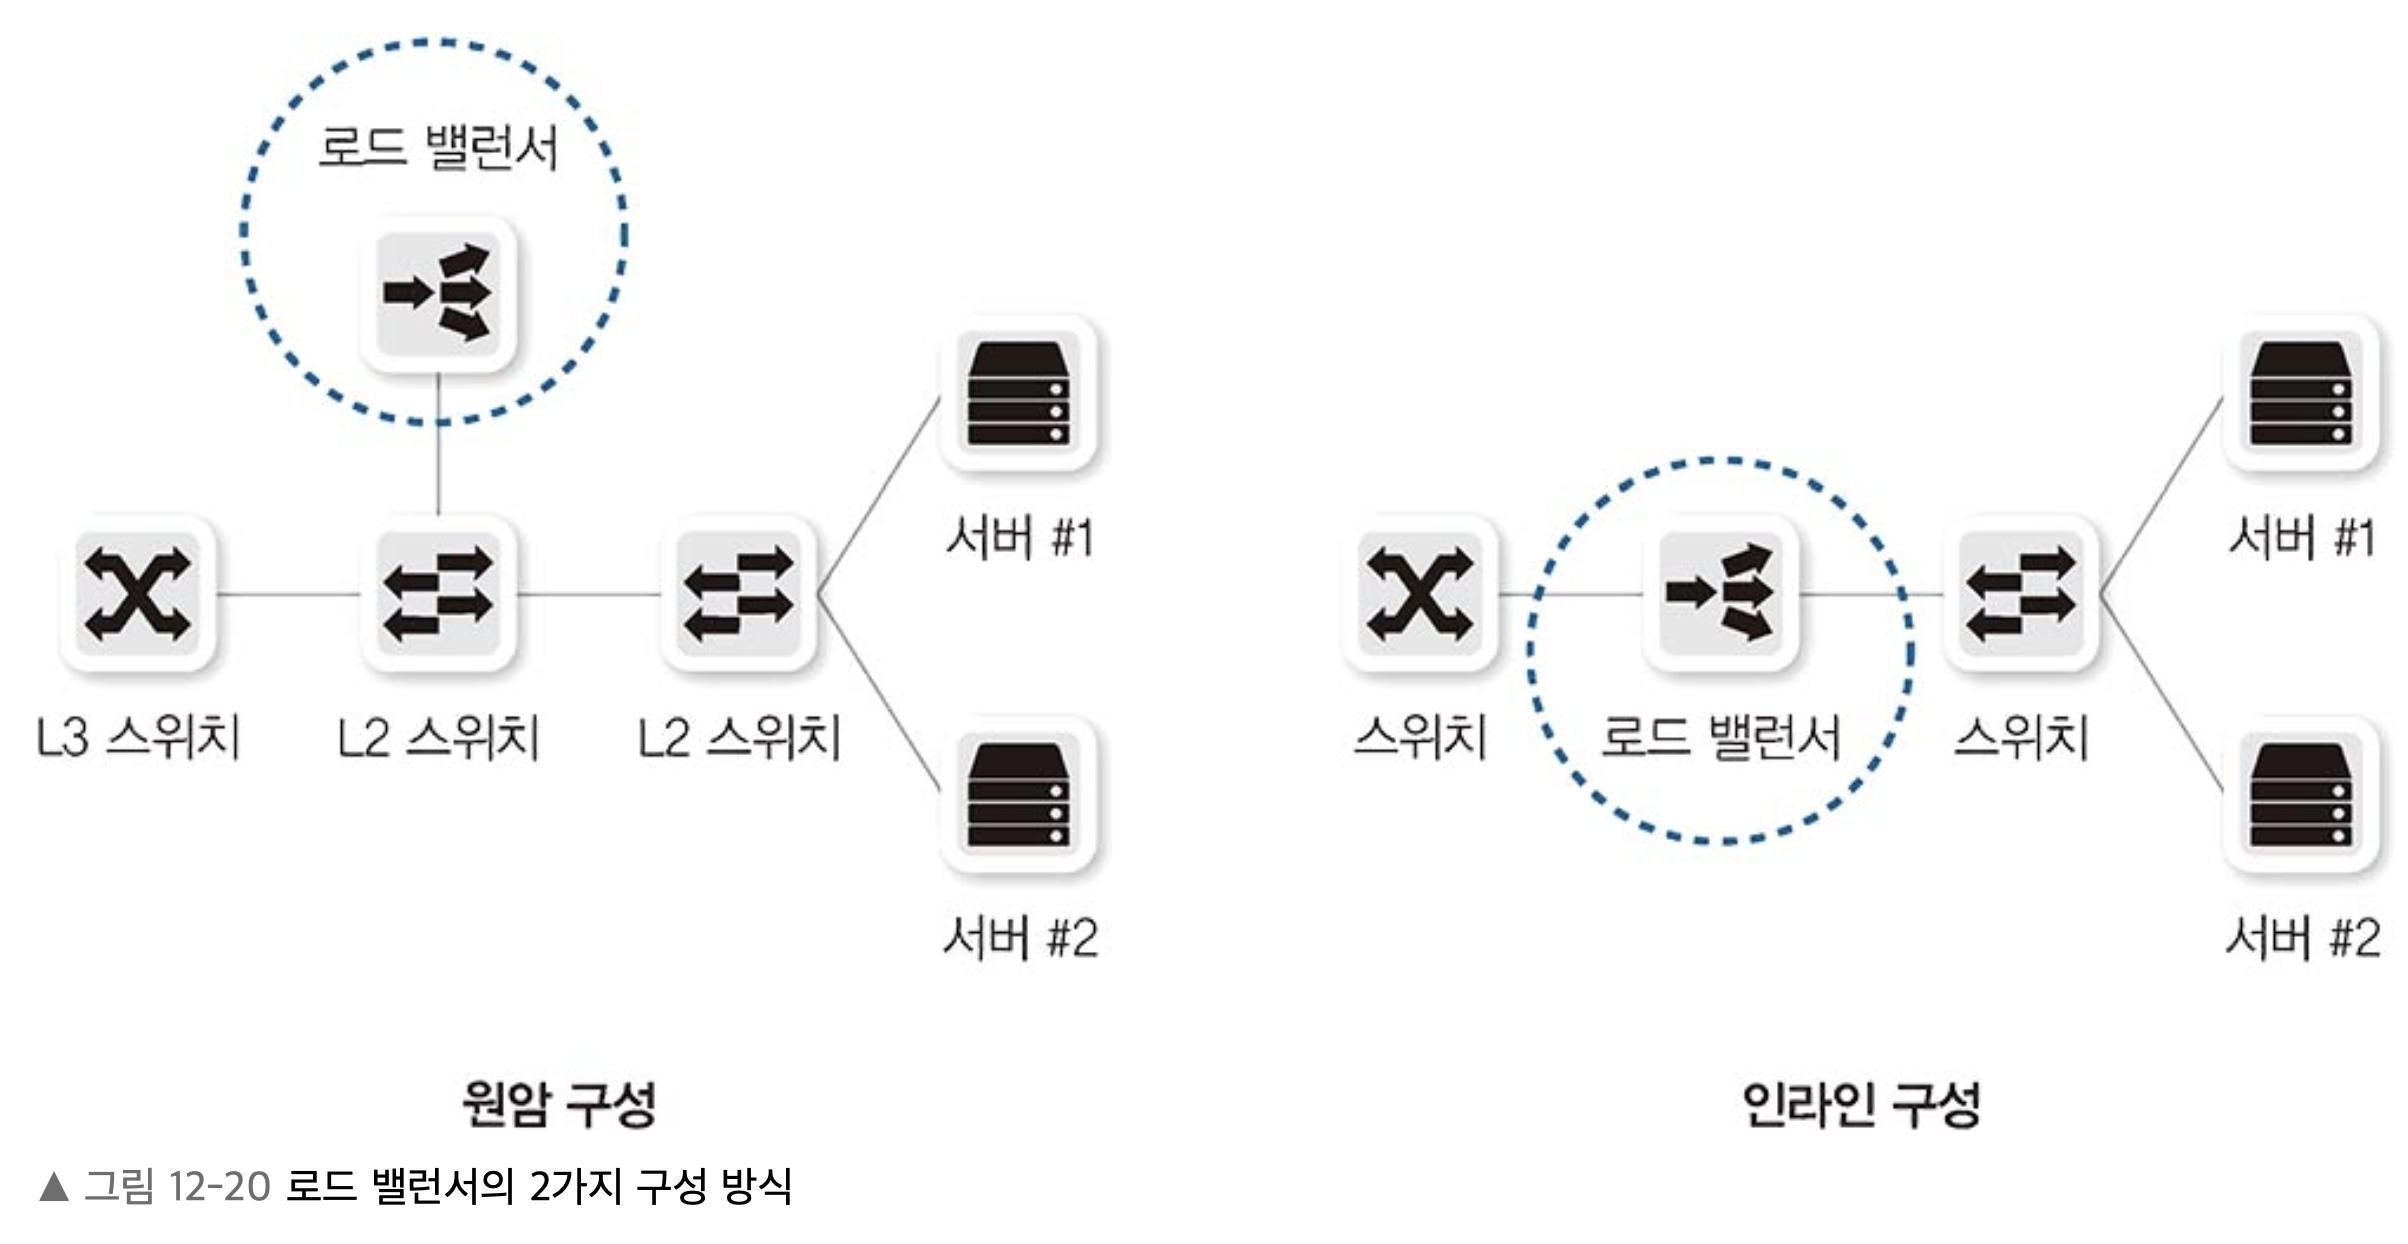 로드 밸런서
L3 스위치
L2 스위치
L2 스위치
서버 #1
서버 #2
원암 구성
스위치
로드 밸런서
스위치
서버 #1
서버 #2
인라인 구성
▲ 그림 12-20 로드 밸런서의 2가지 구성 방식